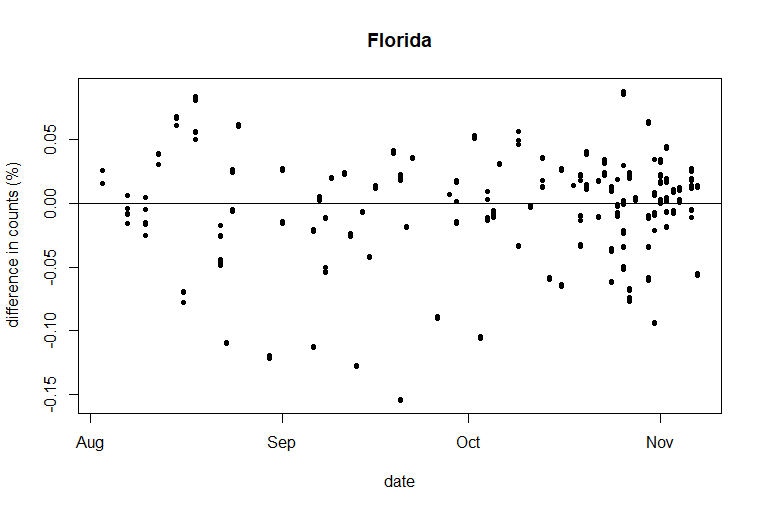 Florida
difference in counts (%)
0.05
0.00
-0.05
-0.10
-0.15
Aug Sep Oct Nov
date